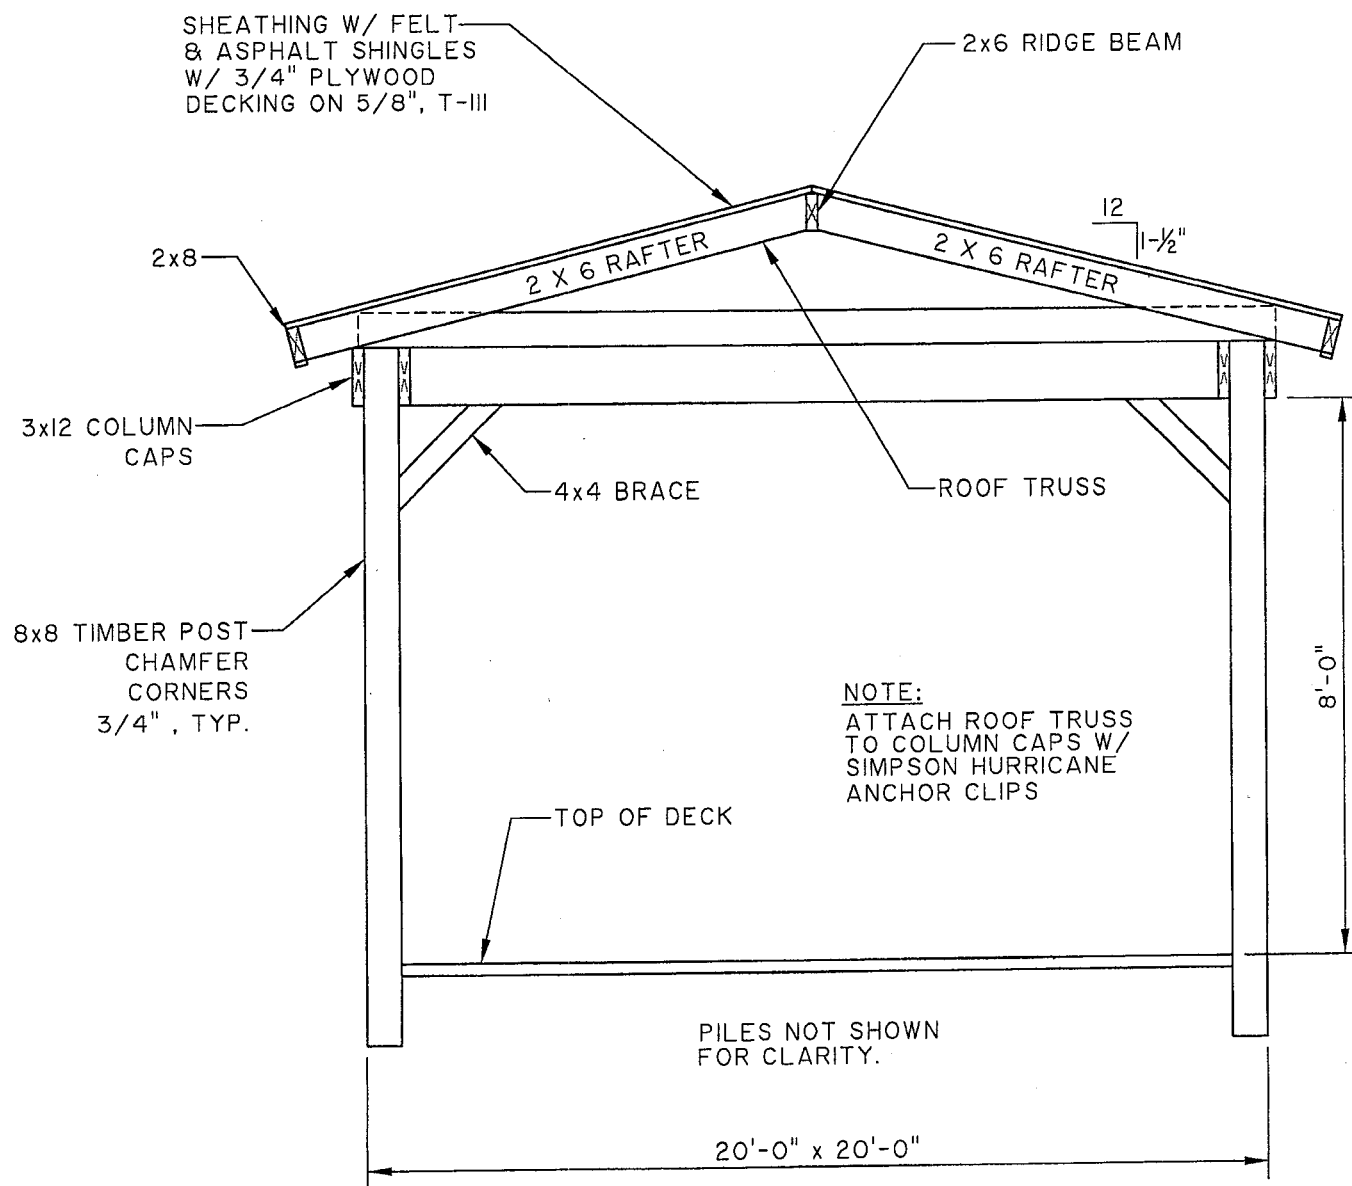 SHEATHING W/ FELT
& ASPHALT SHINGLES
W/ 3/4" PLYWOOD
DECKING ON 5/8", T-III
2x6 RIDGE BEAM
12
1-½"
2x8
2 X 6 RAFTER
2 X 6 RAFTER
3x12 COLUMN
CAPS
4x4 BRACE
ROOF TRUSS
8x8 TIMBER POST
CHAMFER
CORNERS
3/4" , TYP.
8'-0"
NOTE:
ATTACH ROOF TRUSS
TO COLUMN CAPS W/
SIMPSON HURRICANE
ANCHOR CLIPS
TOP OF DECK
PILES NOT SHOWN
FOR CLARITY.
20'-0" x 20'-0"